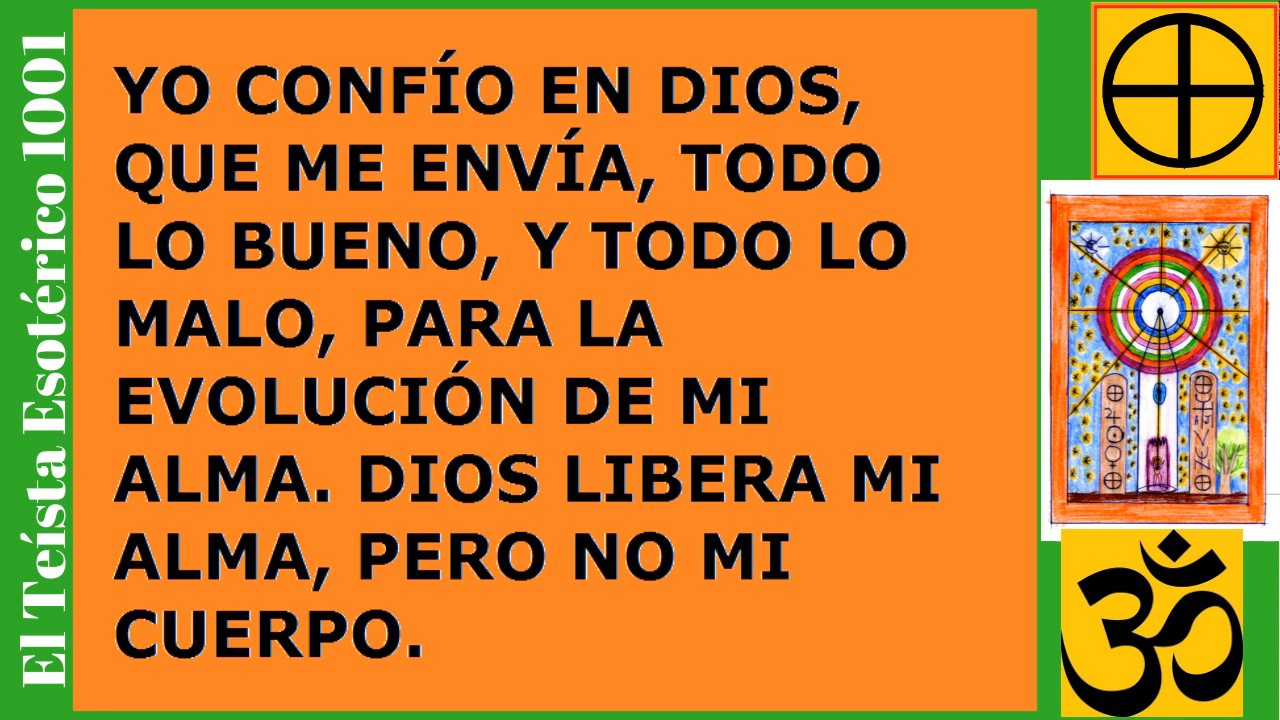 El Teísta Esotérico 1001
YO CONFÍO EN DIOS,
QUE ME ENVÍA, TODO
LO BUENO, Y TODO LO
MALO, PARA LA
EVOLUCIÓN DE MI
ALMA. DIOS LIBERA MI
ALMA, PERO NO MI
CUERPO.
ॐ